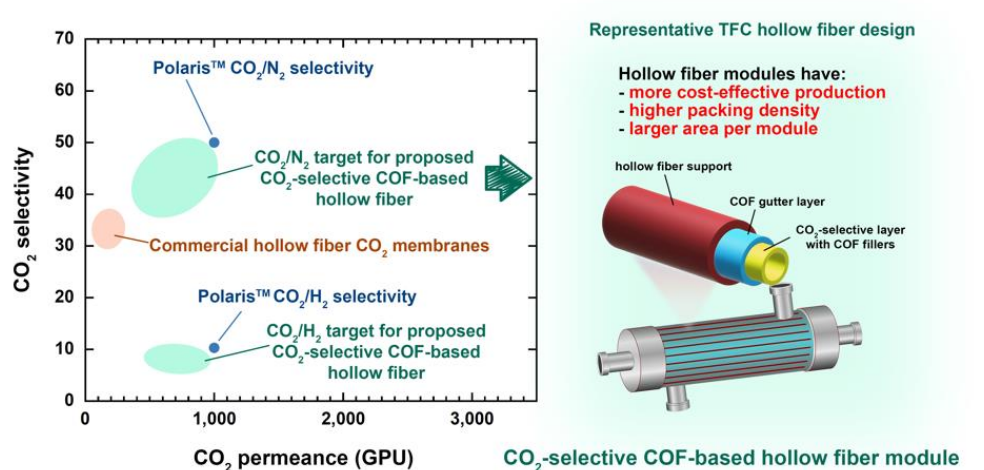 70
60
50
40
30
20
10
0
0
1,000
2,000
3,000
CO₂ selectivity
CO₂ permeance (GPU)
Polaris™ CO₂/N₂ selectivity
CO₂/N₂ target for proposed
CO₂-selective COF-based
hollow fiber
Commercial hollow fiber CO₂ membranes
Polaris™ CO₂/H₂ selectivity
CO₂/H₂ target for proposed
CO₂-selective COF-based
hollow fiber
Representative TFC hollow fiber design
Hollow fiber modules have:
- more cost-effective production
- higher packing density
- larger area per module
hollow fiber support
COF gutter layer
CO₂-selective layer
with COF fillers
CO₂-selective COF-based hollow fiber module